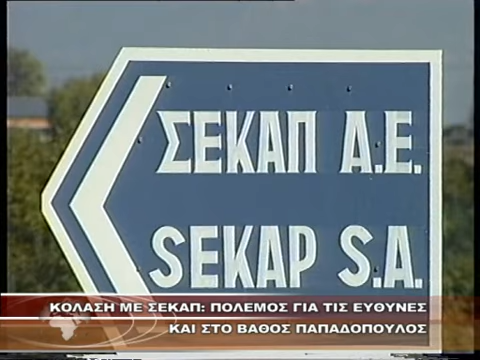 ΣΕΚΑΠ Α.Ε.
SEKAP S.A.
ΚΟΛΑΣΗ ΜΕ ΣΕΚΑΠ: ΠΟΛΕΜΟΣ ΓΙΑ ΤΙΣ ΕΥΘΥΝΕΣ
ΚΑΙ ΣΤΟ ΒΑΘΟΣ ΠΑΠΑΔΟΠΟΥΛΟΣ